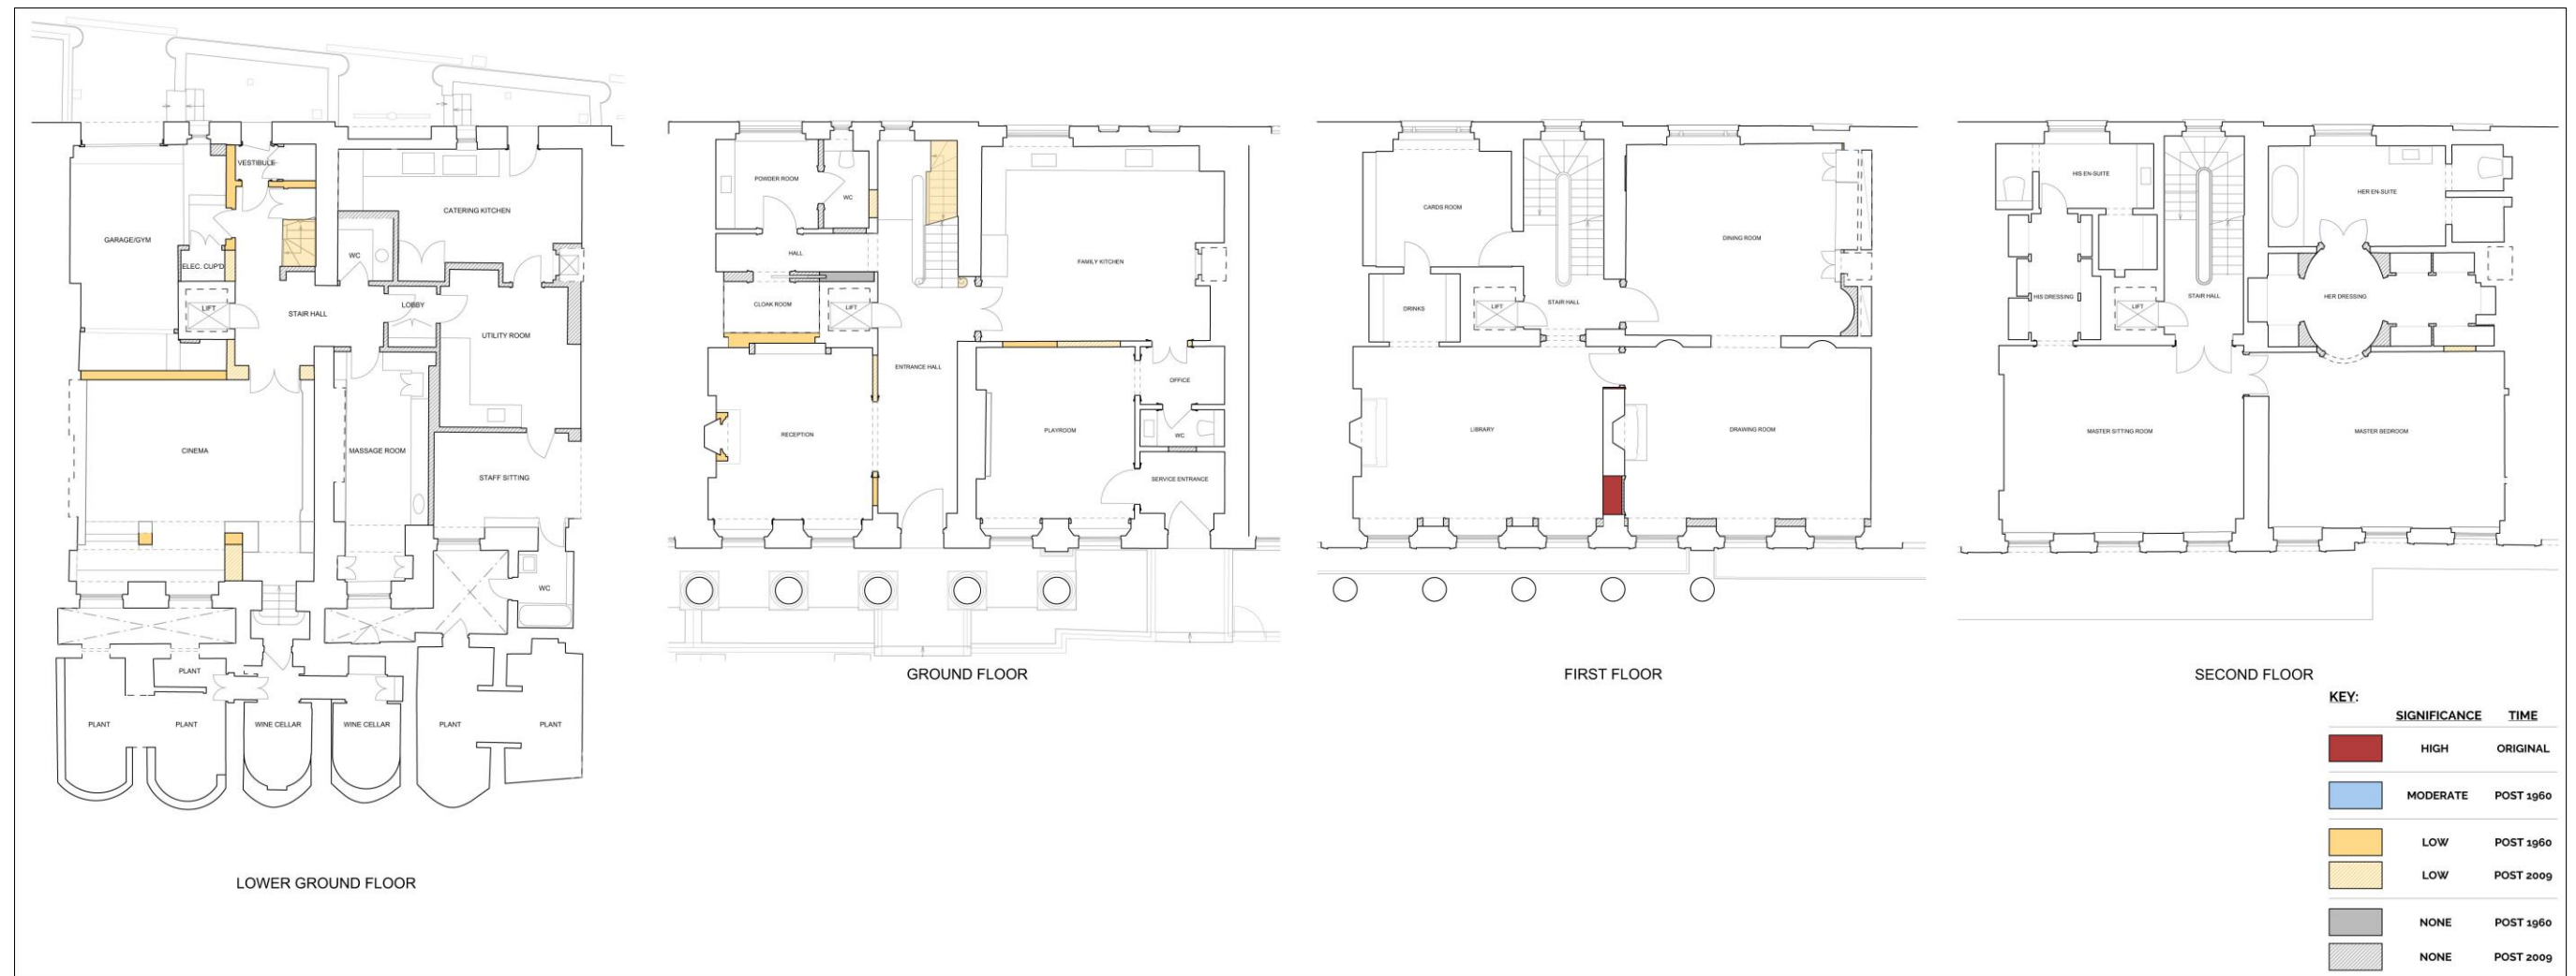 VESTIBULE
CATERING KITCHEN
GARAGE/GYM
WC
ELEC. CUP'D
LOBBY
LIFT
STAIR HALL
UTILITY ROOM
CINEMA
MASSAGE ROOM
STAFF SITTING
WC
PLANT
PLANT
PLANT
WINE CELLAR
WINE CELLAR
PLANT
PLANT
LOWER GROUND FLOOR
POWDER ROOM
WC
HALL
FAMILY KITCHEN
CLOAK ROOM
LIFT
ENTRANCE HALL
OFFICE
RECEPTION
PLAYROOM
WC
SERVICE ENTRANCE
GROUND FLOOR
CARDS ROOM
DINING ROOM
DRINKS
LIFT
STAIR HALL
LIBRARY
DRAWING ROOM
FIRST FLOOR
HIS EN-SUITE
HER EN-SUITE
HIS DRESSING
LIFT
STAIR HALL
HER DRESSING
MASTER SITTING ROOM
MASTER BEDROOM
SECOND FLOOR
KEY:
SIGNIFICANCE TIME
HIGH ORIGINAL
MODERATE POST 1960
LOW POST 1960
LOW POST 2009
NONE POST 1960
NONE POST 2009